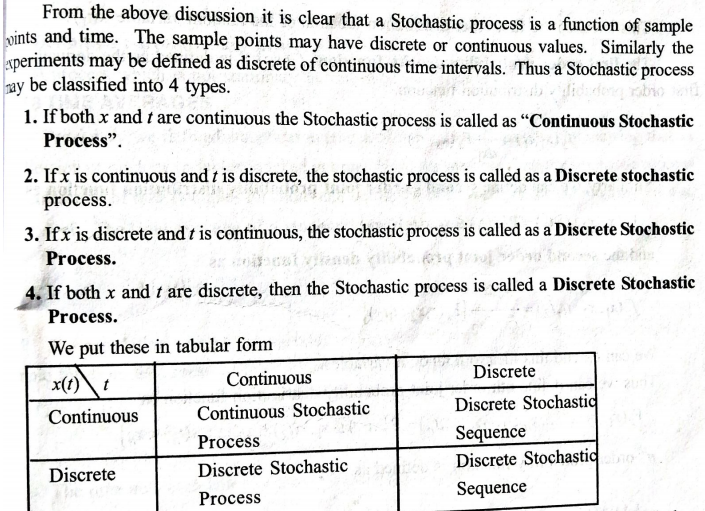 From the above discussion it is clear that a Stochastic process is a function of sample
oints and time. The sample points may have discrete or continuous values. Similarly the
xperiments may be defined as discrete of continuous time intervals. Thus a Stochastic process
may be classified into 4 types.
1. If both x and t are continuous the Stochastic process is called as “Continuous Stochastic
Process”.
2. If x is continuous and t is discrete, the stochastic process is called as a Discrete stochastic
process.
3. If x is discrete and t is continuous, the stochastic process is called as a Discrete Stochostic
Process.
4. If both x and t are discrete, then the Stochastic process is called a Discrete Stochastic
Process.
We put these in tabular form
x(t) \ t Continuous Discrete
Continuous Continuous Stochastic Process Discrete Stochastic Sequence
Discrete Discrete Stochastic Process Discrete Stochastic Sequence